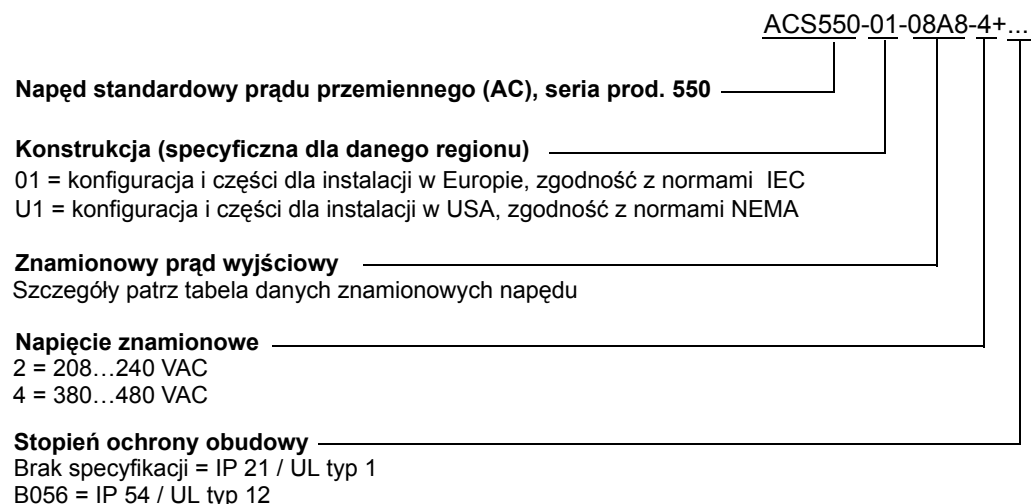 ACS550-01-08A8-4+...
Napęd standardowy prądu przemiennego (AC), seria prod. 550
Konstrukcja (specyficzna dla danego regionu)
01 = konfiguracja i części dla instalacji w Europie, zgodność z normami IEC
U1 = konfiguracja i części dla instalacji w USA, zgodność z normami NEMA
Znamionowy prąd wyjściowy
Szczegóły patrz tabela danych znamionowych napędu
Napięcie znamionowe
2 = 208…240 VAC
4 = 380…480 VAC
Stopień ochrony obudowy
Brak specyfikacji = IP 21 / UL typ 1
B056 = IP 54 / UL typ 12